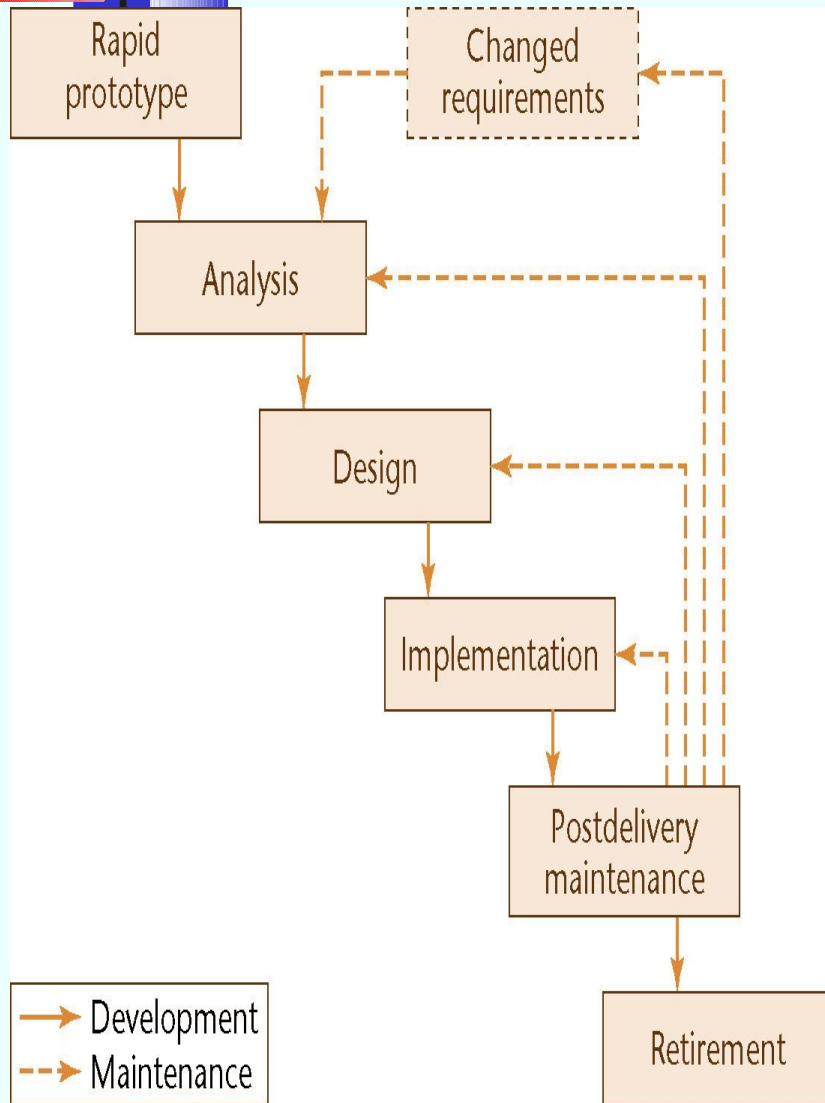 Rapid
prototype
Changed
requirements
Analysis
Design
Implementation
Postdelivery
maintenance
Development
Maintenance
Retirement